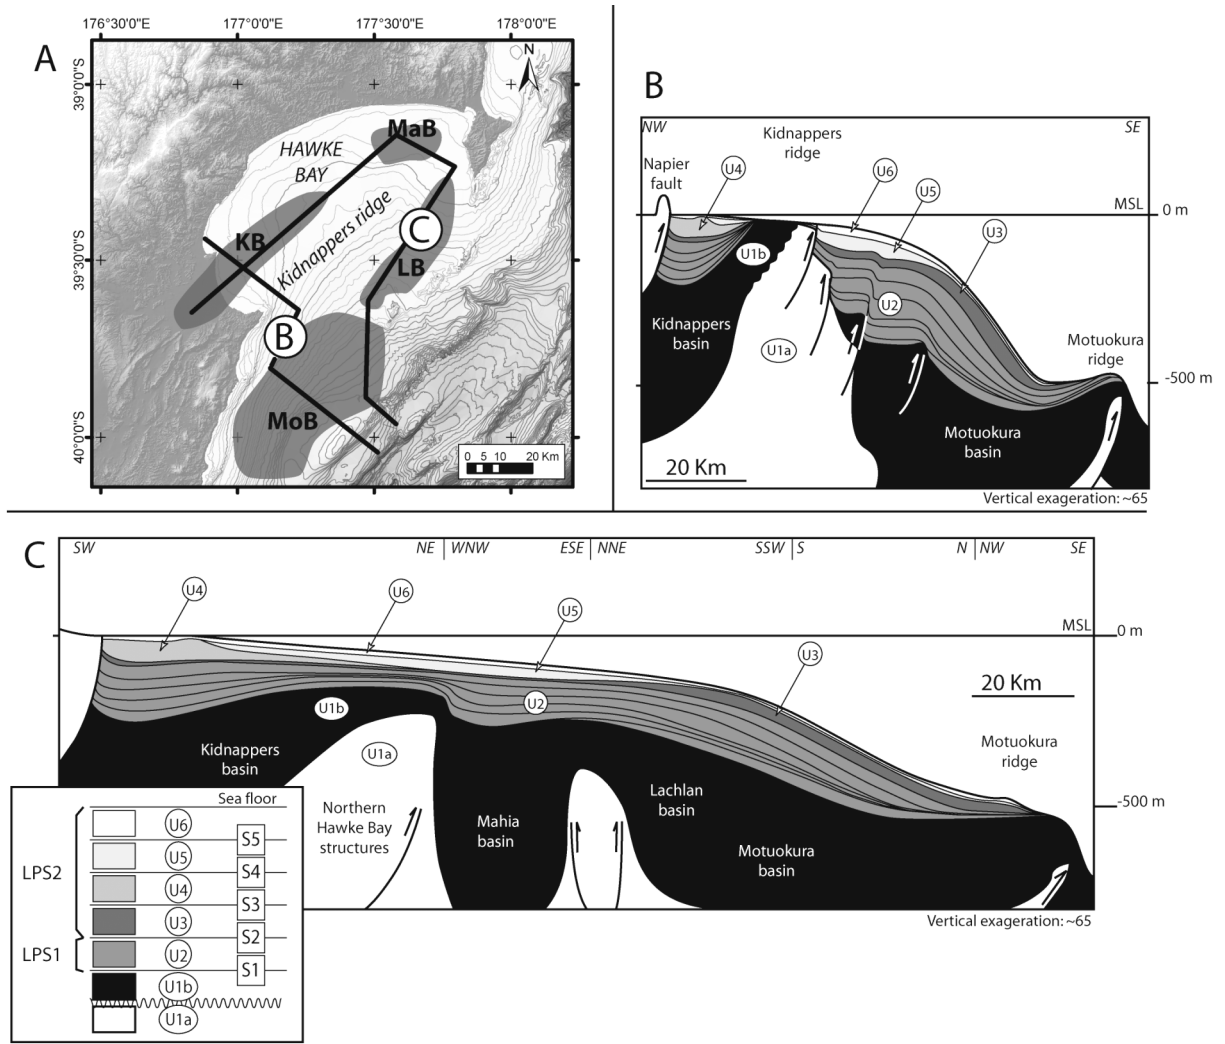 176°30'0"E 177°0'0"E 177°30'0"E 178°0'0"E
A
39°0'0"S
39°30'0"S
40°0'0"S
N
MaB
HAWKE
BAY
Kidnappers ridge
KB
C
LB
B
MoB
0 5 10 20 Km
B
NW
SE
Kidnappers
ridge
Napier
fault
U4
U6
U5
U3
MSL
0 m
U1b
U2
Kidnappers
basin
U1a
Motuokura
ridge
-500 m
Motuokura
basin
20 Km
Vertical exageration: ~65
C
SW
NE WNW
ESE NNE
SSW S
N NW
SE
U4
U6
U5
U3
MSL
0 m
20 Km
U2
U1b
U1a
Kidnappers
basin
Motuokura
ridge
-500 m
Northern
Hawke Bay
structures
Mahia
basin
Lachlan
basin
Motuokura
basin
Vertical exageration: ~65
Sea floor
U6
S5
U5
S4
LPS2
U4
S3
U3
S2
LPS1
U2
S1
U1b
U1a